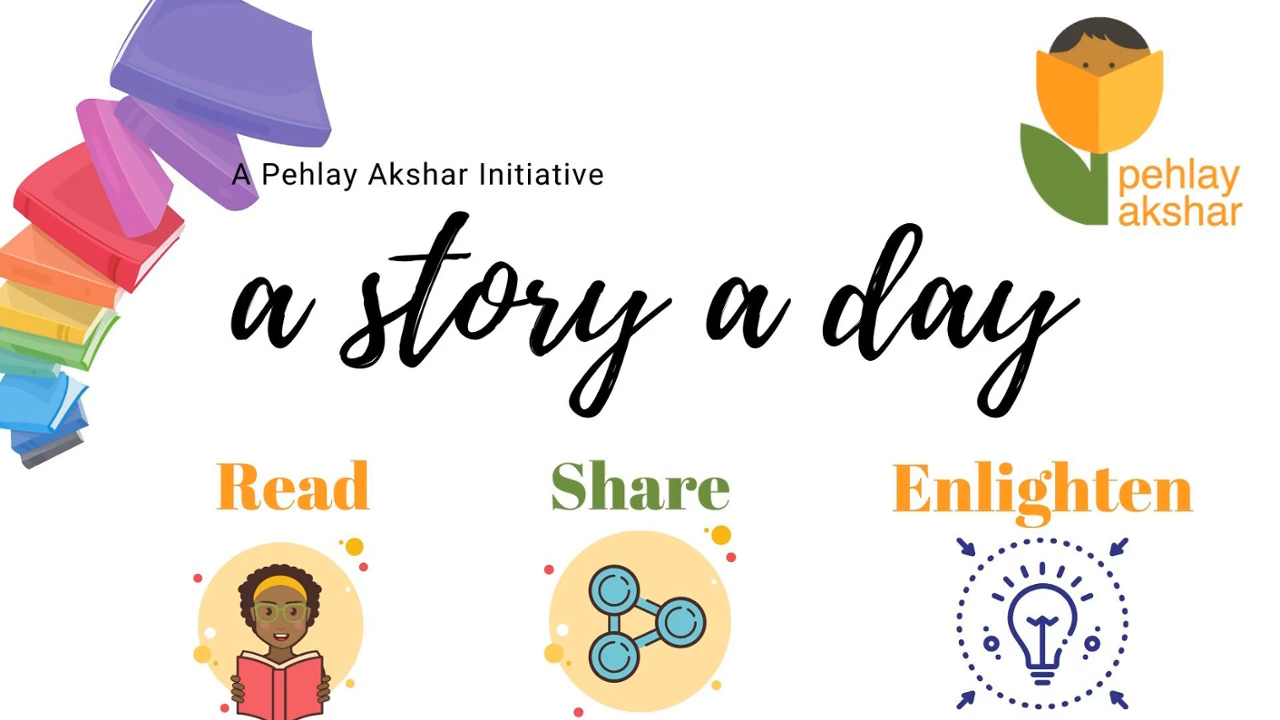 A Pehlay Akshar Initiative
pehlay
akshar
a story a day
Read
Share
Enlighten